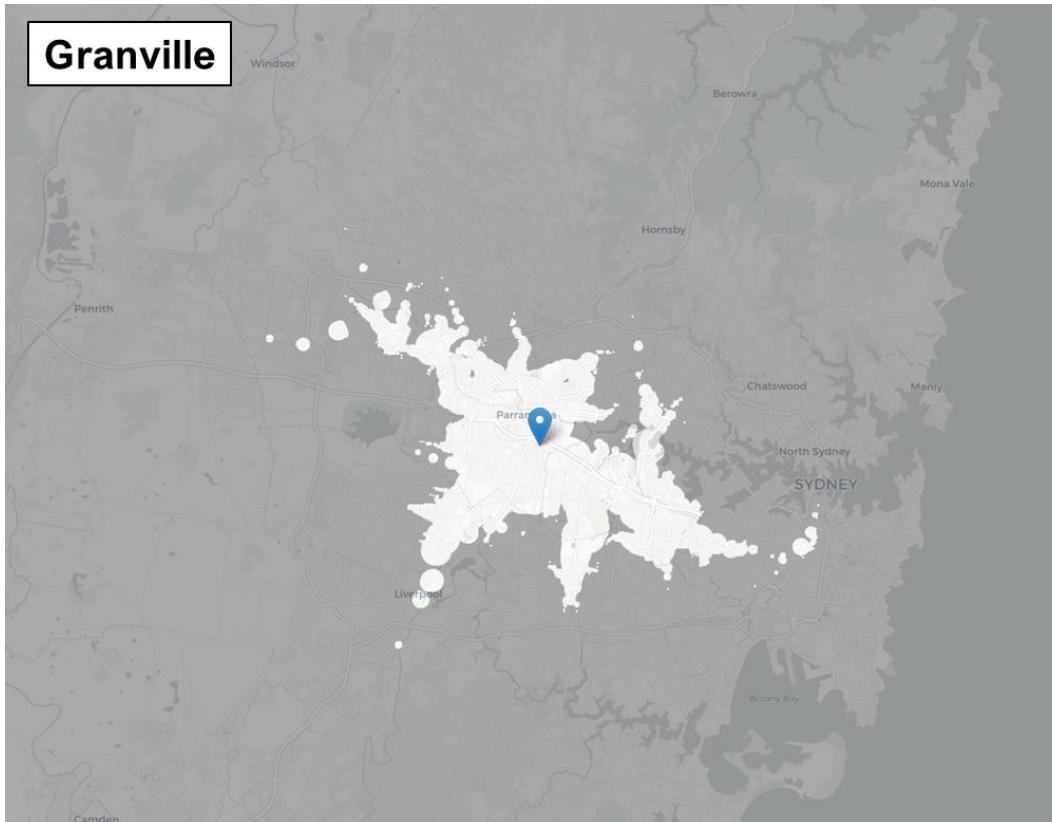 Granville
Windsor
Berowra
Mona Vale
Hornsby
Penrith
Chatswood
Manly
North Sydney
SYDNEY
Liverpool
Botany Bay
Camden